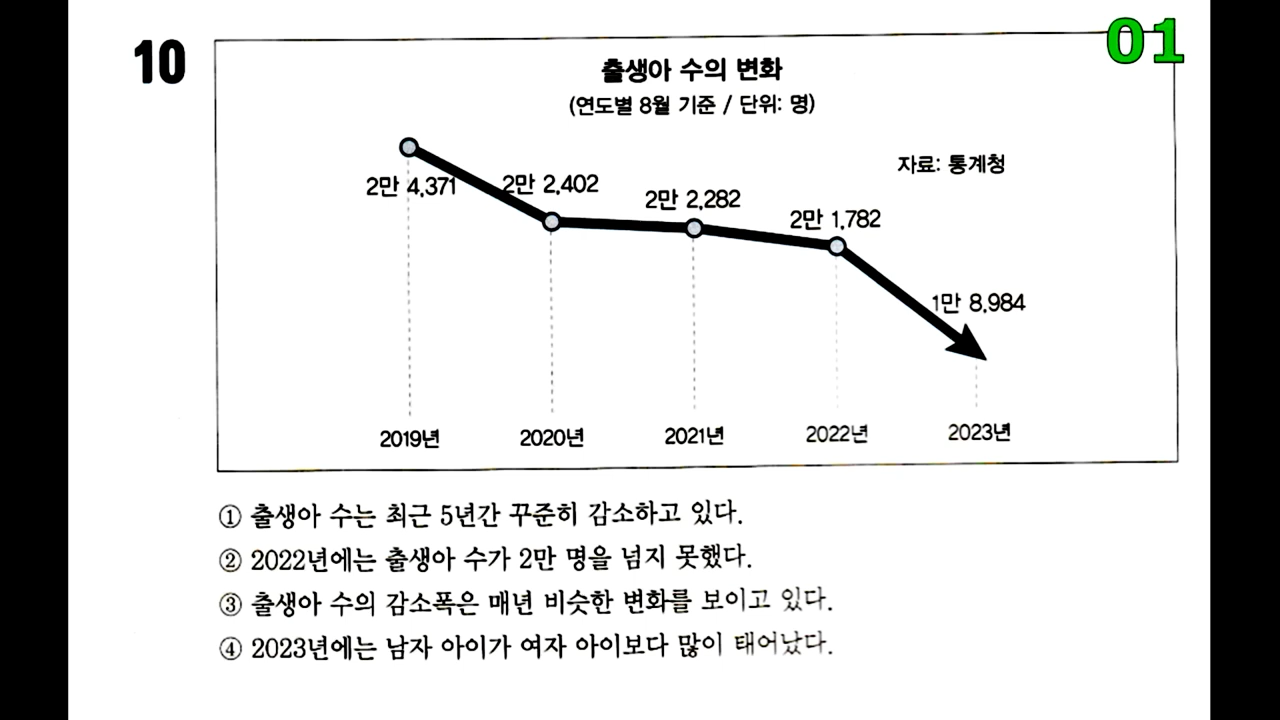 01
10
출생아 수의 변화
(연도별 8월 기준 / 단위: 명)
자료: 통계청
2만 4,371
2만 2,402
2만 2,282
2만 1,782
1만 8,984
2019년 2020년 2021년 2022년 2023년
① 출생아 수는 최근 5년간 꾸준히 감소하고 있다.
② 2022년에는 출생아 수가 2만 명을 넘지 못했다.
③ 출생아 수의 감소폭은 매년 비슷한 변화를 보이고 있다.
④ 2023년에는 남자 아이가 여자 아이보다 많이 태어났다.